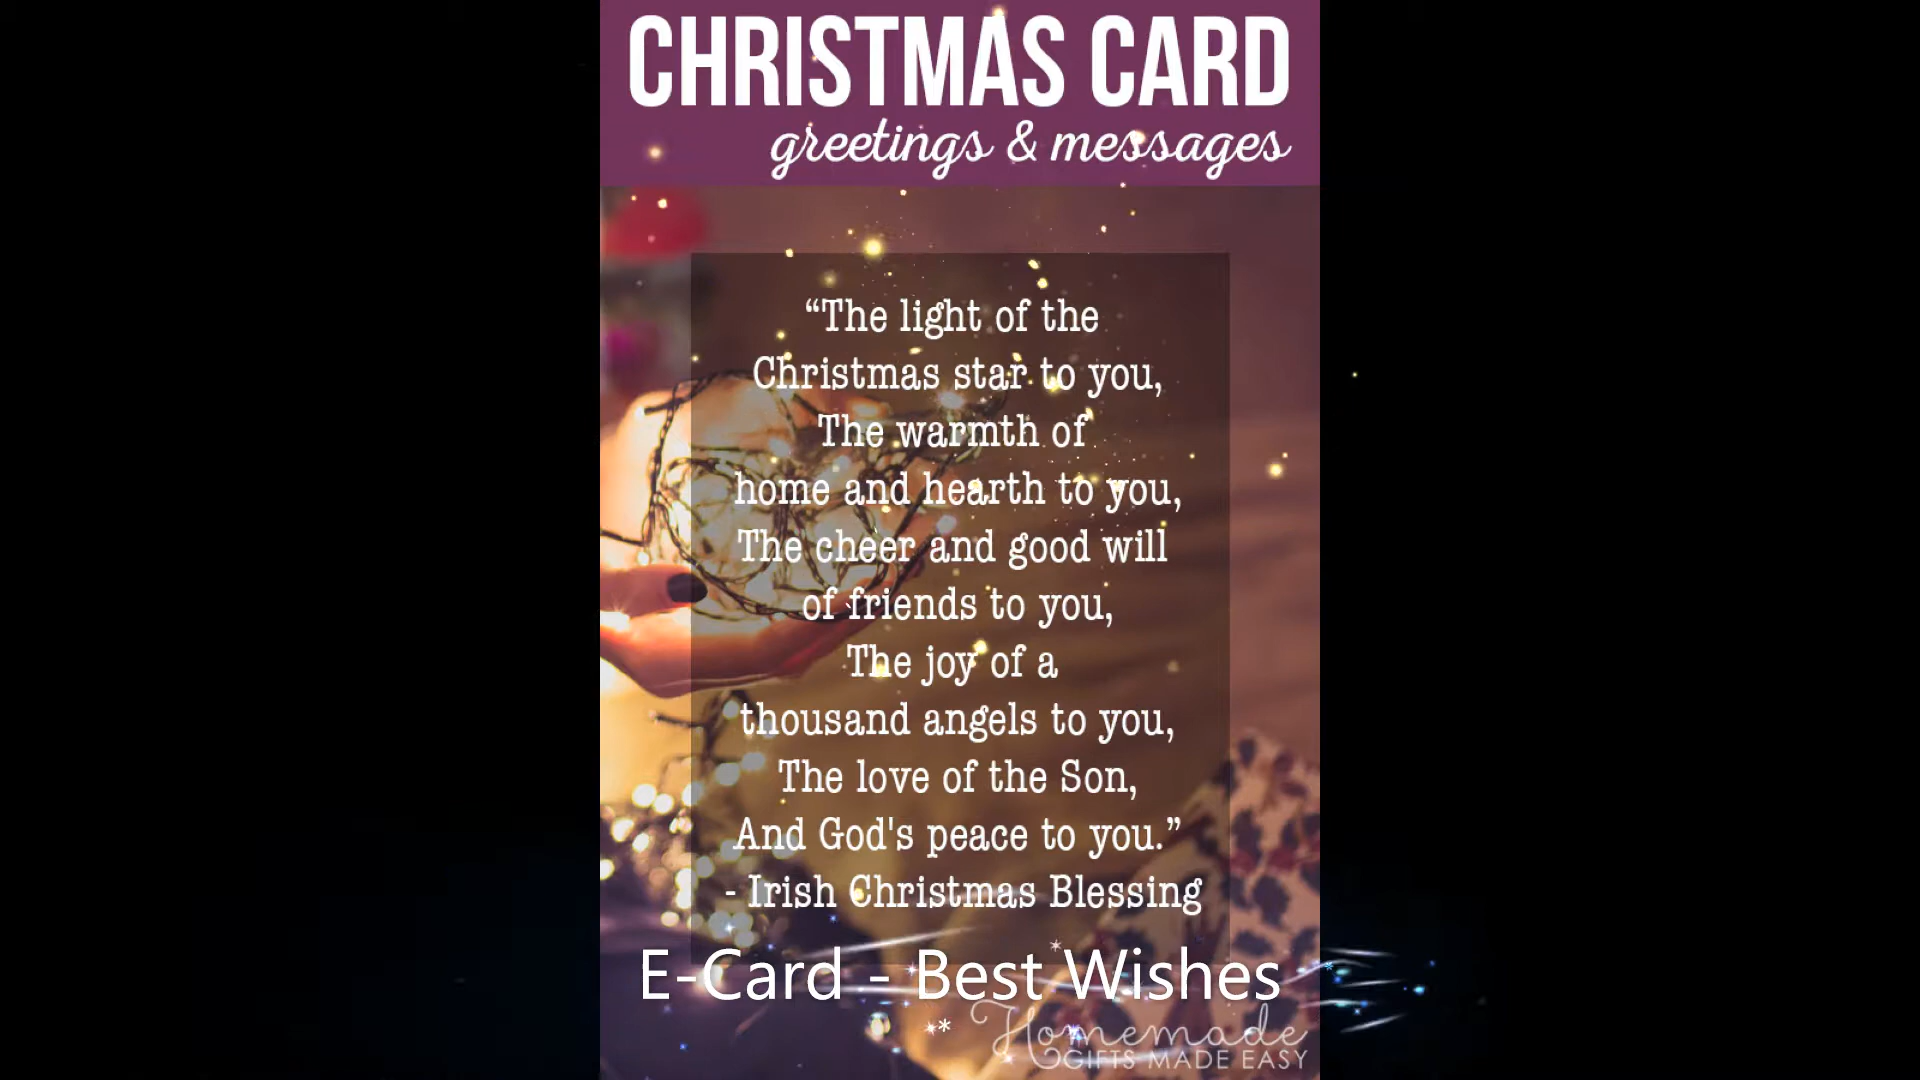 CHRISTMAS CARD
greetings & messages
“The light of the
Christmas star to you,
The warmth of
home and hearth to you,
The cheer and good will
of friends to you,
The joy of a
thousand angels to you,
The love of the Son,
And God's peace to you.”
- Irish Christmas Blessing
E-Card - Best Wishes
*
Homemade
GIFTS MADE EASY